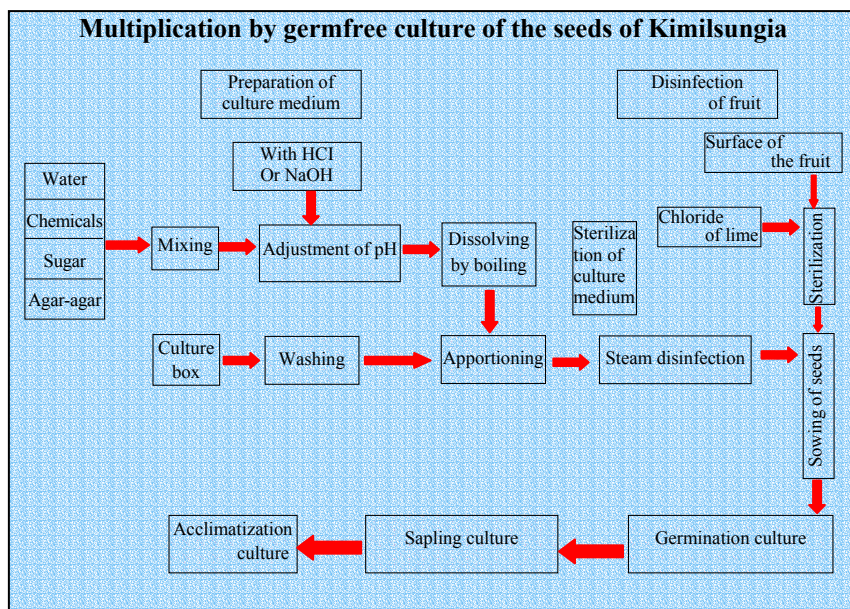 Multiplication by germfree culture of the seeds of Kimilsungia
Preparation of
culture medium
Disinfection
of fruit
With HCI
Or NaOH
Surface of
the fruit
Water
Chemicals
Sugar
Agar-agar
Mixing
Adjustment of pH
Dissolving
by boiling
Steriliza
tion of
culture
medium
Chloride
of lime
Sterilization
Culture
box
Washing
Apportioning
Steam disinfection
Sowing of seeds
Acclimatization
culture
Sapling culture
Germination culture